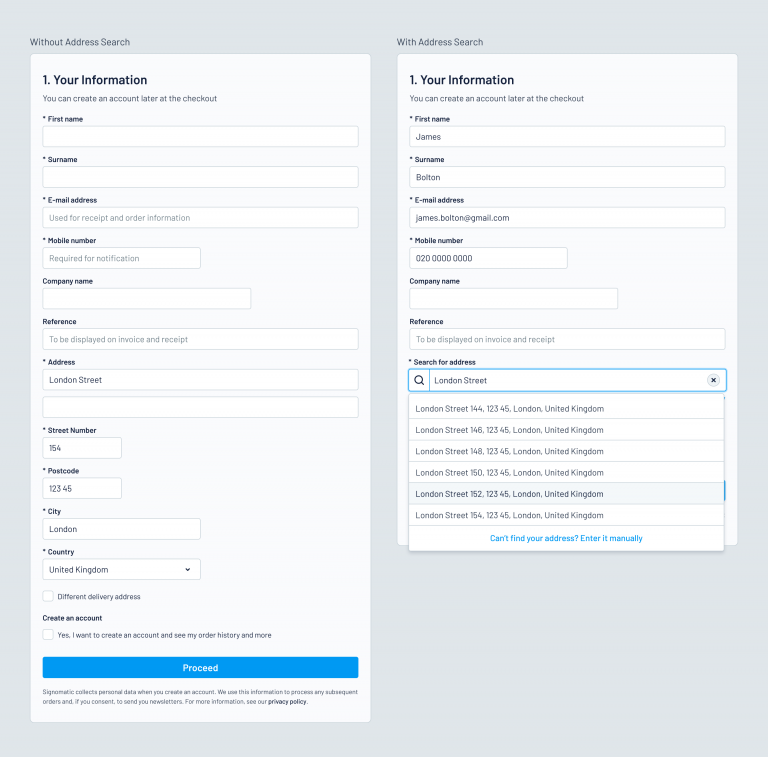 Without Address Search
1. Your Information
You can create an account later at the checkout
* First name
* Surname
* E-mail address
Used for receipt and order information
* Mobile number
Required for notification
Company name
Reference
To be displayed on invoice and receipt
* Address
London Street
* Street Number
154
* Postcode
123 45
* City
London
* Country
United Kingdom
Different delivery address
Create an account
Yes, I want to create an account and see my order history and more
Proceed
Signomatic collects personal data when you create an account. We use this information to process any subsequent
orders and, if you consent, to send you newsletters. For more information, see our privacy policy.
With Address Search
1. Your Information
You can create an account later at the checkout
* First name
James
* Surname
Bolton
* E-mail address
james.bolton@gmail.com
* Mobile number
020 0000 0000
Company name
Reference
To be displayed on invoice and receipt
* Search for address
London Street
London Street 144, 123 45, London, United Kingdom
London Street 146, 123 45, London, United Kingdom
London Street 148, 123 45, London, United Kingdom
London Street 150, 123 45, London, United Kingdom
London Street 152, 123 45, London, United Kingdom
London Street 154, 123 45, London, United Kingdom
Can't find your address? Enter it manually